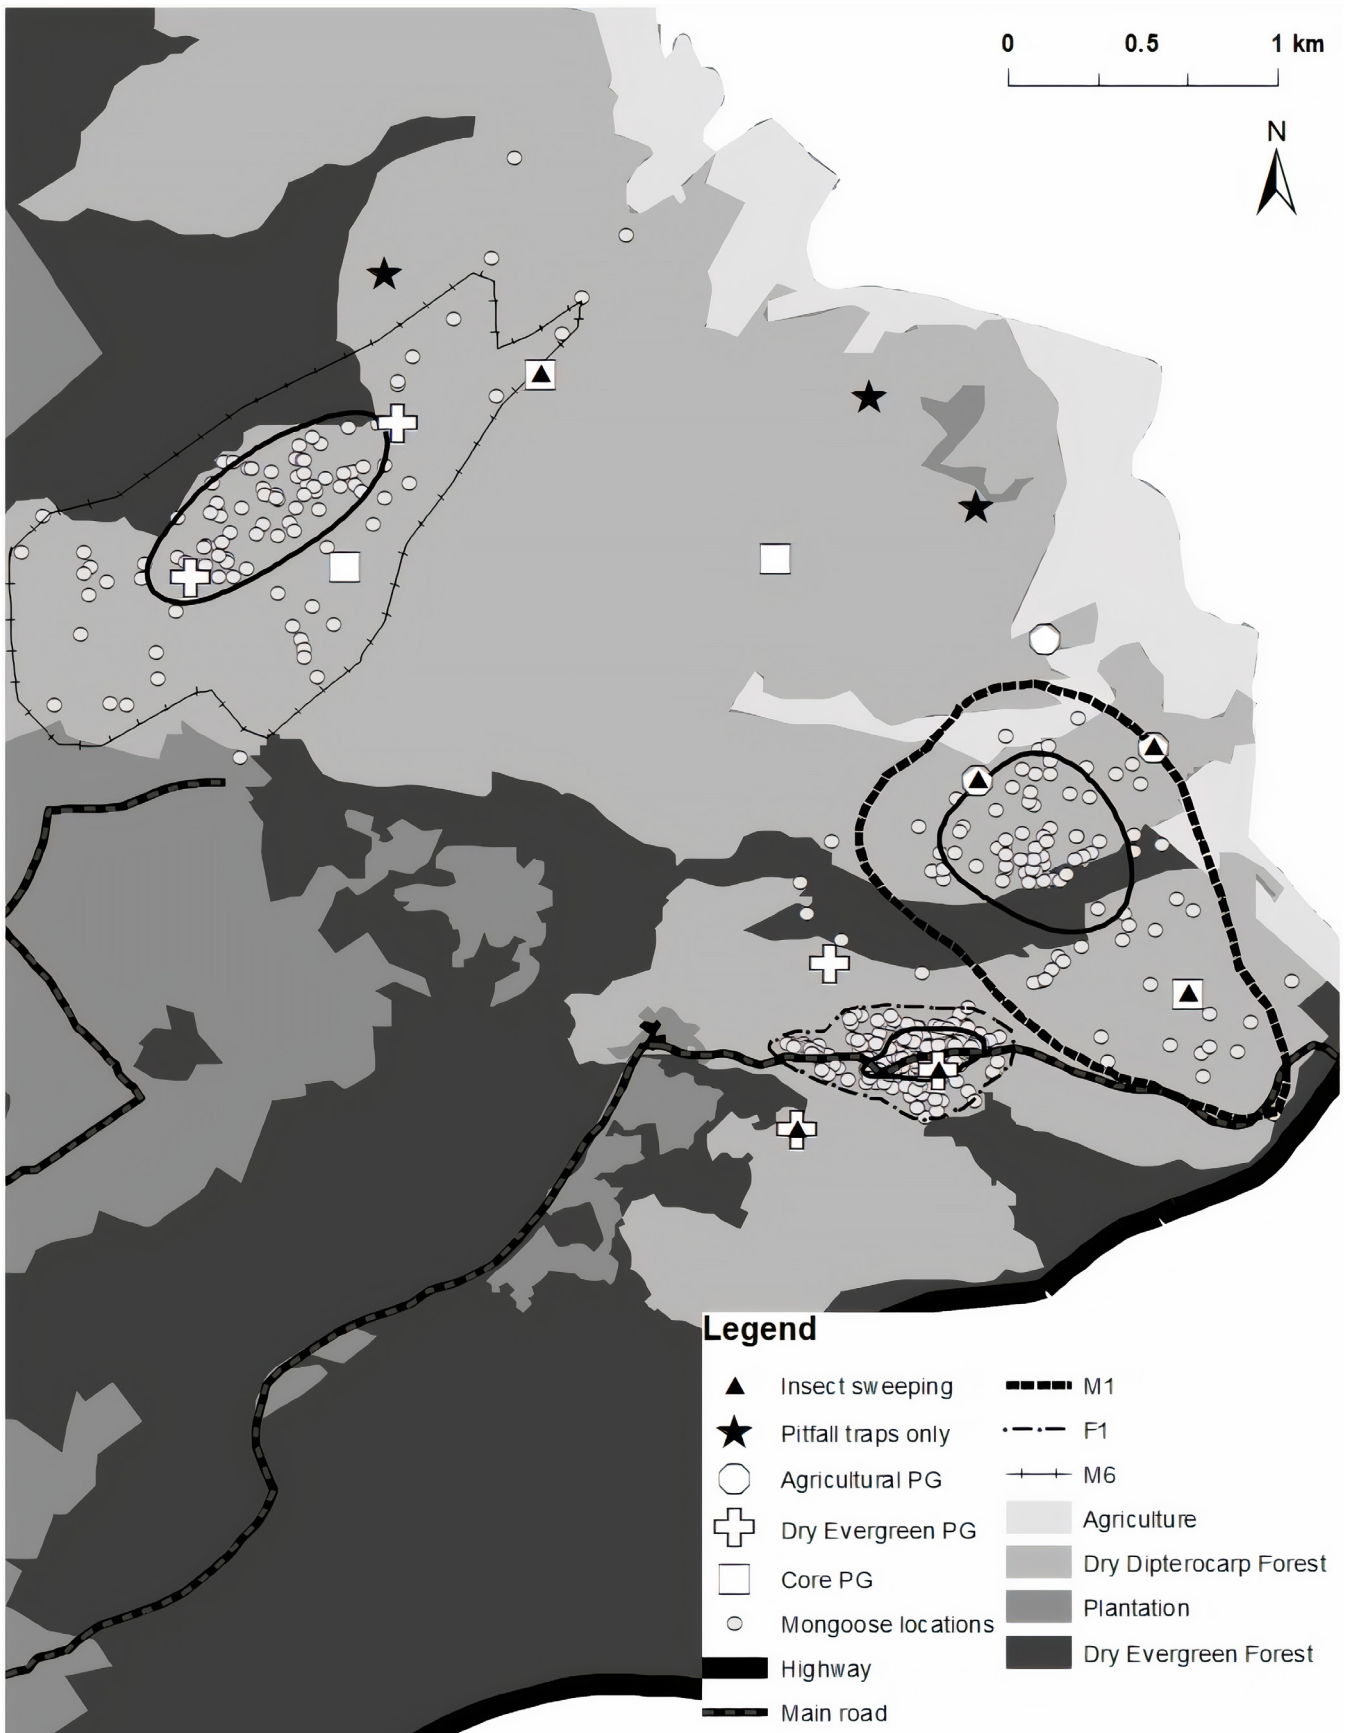 0 0.5 1 km
N
Legend
Insect sweeping
Pitfall traps only
Agricultural PG
Dry Evergreen PG
Core PG
Mongoose locations
Highway
Main road
M1
F1
M6
Agriculture
Dry Dipterocarp Forest
Plantation
Dry Evergreen Forest